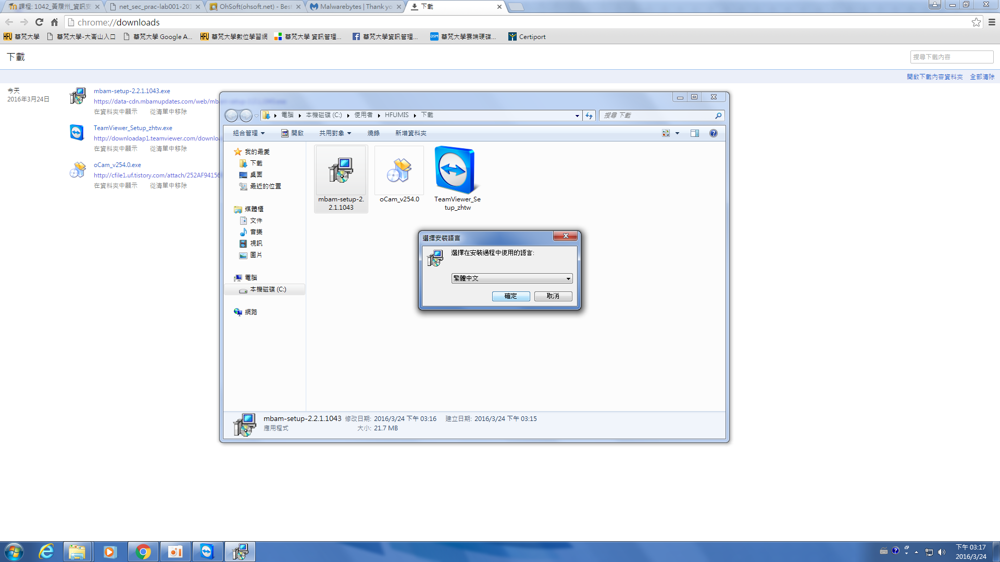 課程: 1042_黃履州_資訊安
net_sec_prac-lab001-201
OhSoft(ohsoft.net) - Best
Malwarebytes | Thank yo
下載
chrome://downloads
HFU 華梵大學
華梵大學-大崙山入口
華梵大學 Google A...
HFU 華梵大學數位學習網
華梵大學 資訊管理...
華梵大學資訊管理...
DSM 華梵大學雲端硬碟...
Certiport
下載
搜尋下載內容
開啟下載內容資料夾 全部清除
今天
2016年3月24日
mbam-setup-2.2.1.1043.exe
https://data-cdn.mbamupdates.com/web/mb
在資料夾中顯示 從清單中移除
TeamViewer_Setup_zhtw.exe
http://downloadap1.teamviewer.com/downloa
在資料夾中顯示 從清單中移除
oCam_v254.0.exe
http://cfile1.uf.tistory.com/attach/252AF94156
在資料夾中顯示 從清單中移除
電腦 本機磁碟 (C:) 使用者 HFUMIS 下載
搜尋 下載
組合管理 開啟 共用對象 燒錄 新增資料夾
我的最愛
下載
桌面
最近的位置
媒體櫃
文件
音樂
視訊
圖片
電腦
本機磁碟 (C:)
網路
mbam-setup-2.
2.1.1043
oCam_v254.0
TeamViewer_Se
tup_zhtw
選擇安裝語言
選擇在安裝過程中使用的語言:
繁體中文
確定 取消
mbam-setup-2.2.1.1043 修改日期: 2016/3/24 下午 03:16 建立日期: 2016/3/24 下午 03:15
應用程式 大小: 21.7 MB
下午 03:17
2016/3/24